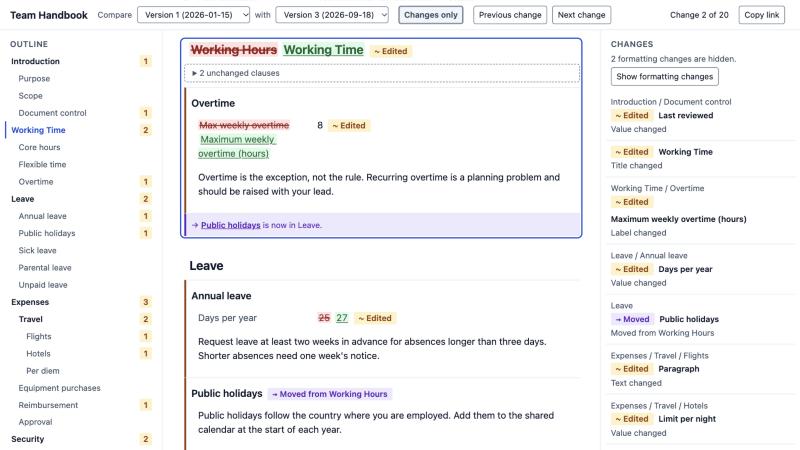 Team Handbook Compare Version 1 (2026-01-15) with Version 3 (2026-09-18) Changes only Previous change Next change Change 2 of 20 Copy link
OUTLINE
Introduction 1
Purpose
Scope
Document control 1
Working Time 2
Core hours
Flexible time
Overtime 1
Leave 2
Annual leave 1
Public holidays 1
Sick leave
Parental leave
Unpaid leave
Expenses 3
Travel 2
Flights 1
Hotels 1
Per diem
Equipment purchases
Reimbursement 1
Approval
Security 2
Working Hours Working Time ~ Edited
▸ 2 unchanged clauses
Overtime
Max weekly overtime 8 ~ Edited
Maximum weekly
overtime (hours)
Overtime is the exception, not the rule. Recurring overtime is a planning problem and
should be raised with your lead.
→ Public holidays is now in Leave.
Leave
Annual leave
Days per year 25 27 ~ Edited
Request leave at least two weeks in advance for absences longer than three days.
Shorter absences need one week's notice.
Public holidays → Moved from Working Hours
Public holidays follow the country where you are employed. Add them to the shared
calendar at the start of each year.
CHANGES
2 formatting changes are hidden.
Show formatting changes
Introduction / Document control
~ Edited Last reviewed
Value changed
~ Edited Working Time
Title changed
Working Time / Overtime
~ Edited
Maximum weekly overtime (hours)
Label changed
Leave / Annual leave
~ Edited Days per year
Value changed
Leave
→ Moved Public holidays
Moved from Working Hours
Expenses / Travel / Flights
~ Edited Paragraph
Text changed
Expenses / Travel / Hotels
~ Edited Limit per night
Value changed